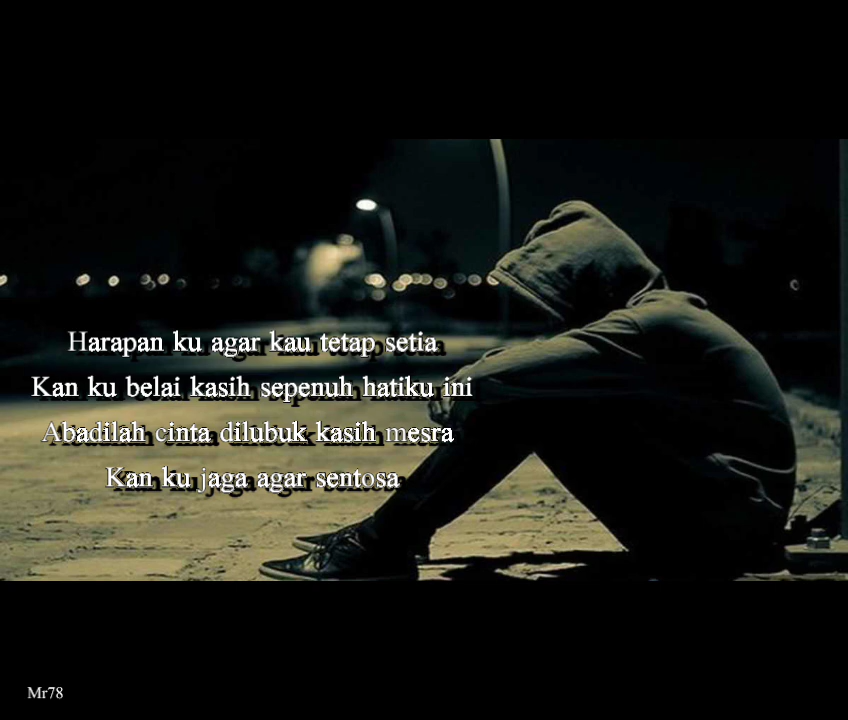 Harapan ku agar kau tetap setia
Kan ku belai kasih sepenuh hatiku ini
Abadilah cinta dilubuk kasih mesra
Kan ku jaga agar sentosa
Mr78